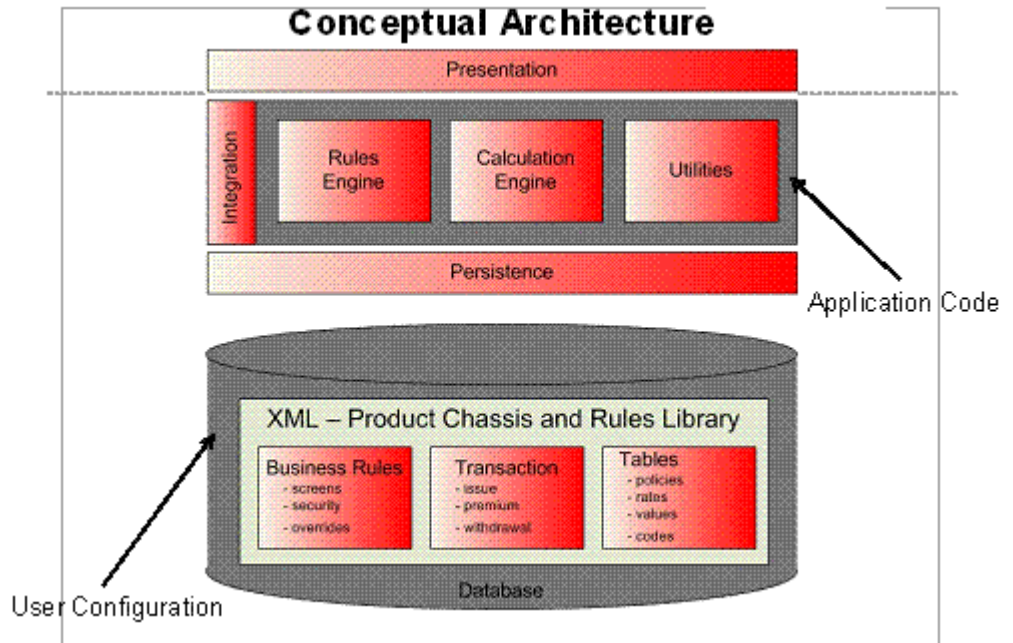 Conceptual Architecture
Presentation
Integration
Rules
Engine
Calculation
Engine
Utilities
Persistence
Application Code
XML – Product Chassis and Rules Library
Business Rules
- screens
- security
- overrides
Transaction
- issue
- premium
- withdrawal
Tables
- policies
- rates
- values
- codes
Database
User Configuration